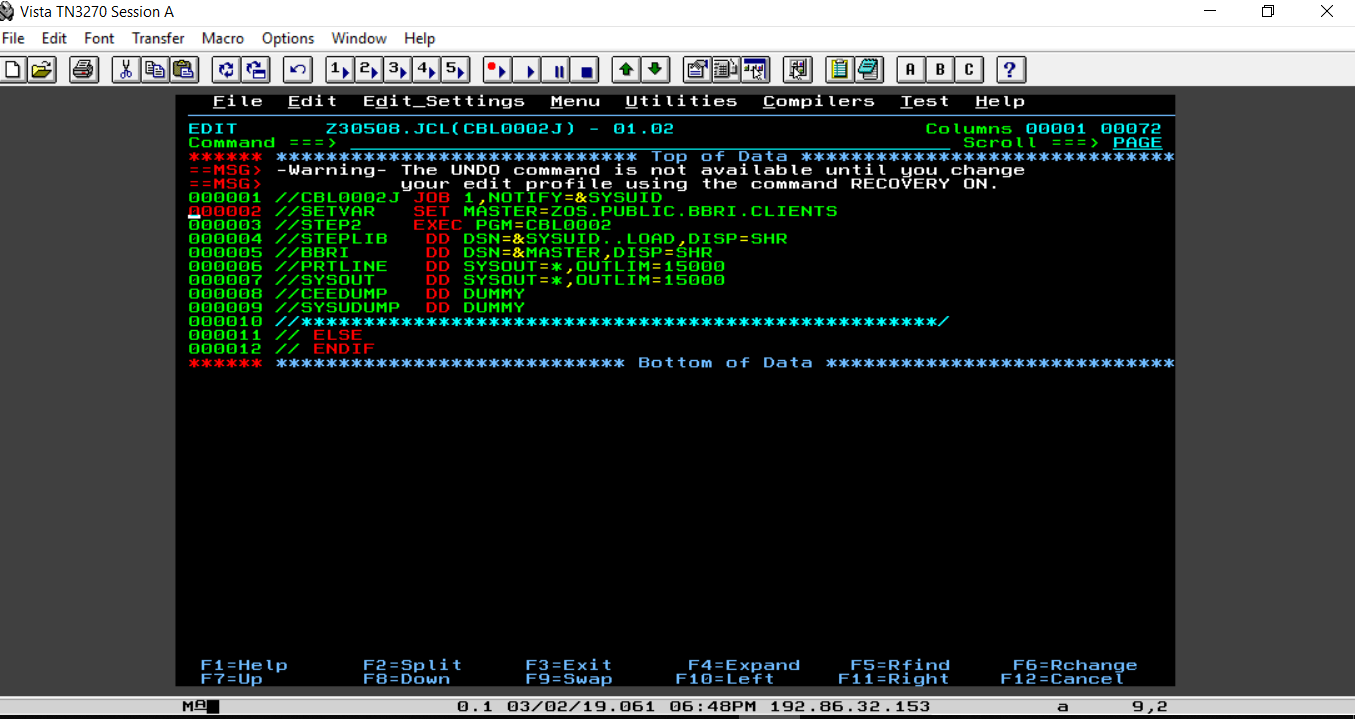 Vista TN3270 Session A
File Edit Font Transfer Macro Options Window Help
1 2 3 4 5 A B C ?
File Edit Edit_Settings Menu Utilities Compilers Test Help
EDIT Z30508.JCL(CBL0002J) - 01.02 Columns 00001 00072
Command ===> Scroll ===> PAGE
****** ***************************** Top of Data ******************************
==MSG> -Warning- The UNDO command is not available until you change
==MSG> your edit profile using the command RECOVERY ON.
000001 //CBL0002J JOB 1,NOTIFY=&SYSUID
000002 //SETVAR SET MASTER=ZOS.PUBLIC.BBRI.CLIENTS
000003 //STEP2 EXEC PGM=CBL0002
000004 //STEPLIB DD DSN=&SYSUID..LOAD,DISP=SHR
000005 //BBRI DD DSN=&MASTER,DISP=SHR
000006 //PRTLINE DD SYSOUT=*,OUTLIM=15000
000007 //SYSOUT DD SYSOUT=*,OUTLIM=15000
000008 //CEEDUMP DD DUMMY
000009 //SYSUDUMP DD DUMMY
000010 //***************************************************/
000011 // ELSE
000012 // ENDIF
****** **************************** Bottom of Data ****************************
F1=Help F2=Split F3=Exit F4=Expand F5=Rfind F6=Rchange
F7=Up F8=Down F9=Swap F10=Left F11=Right F12=Cancel
MA 0.1 03/02/19.061 06:48PM 192.86.32.153 a 9,2